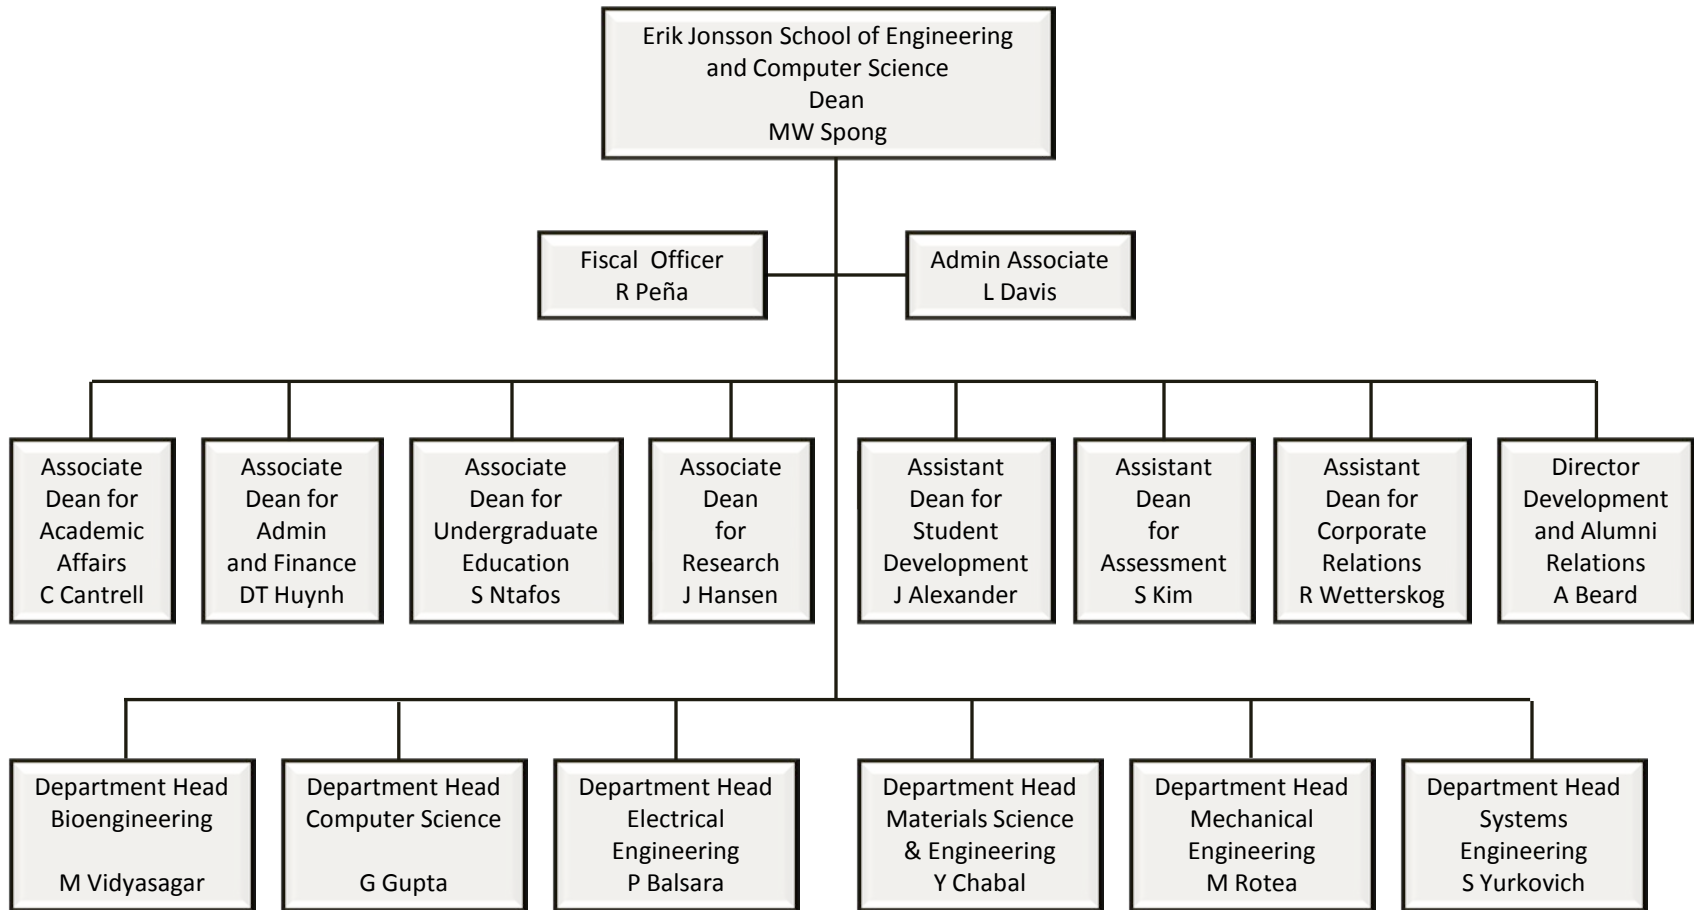 Erik Jonsson School of Engineering
and Computer Science
Dean
MW Spong
Fiscal Officer
R Peña
Admin Associate
L Davis
Associate
Dean for
Academic
Affairs
C Cantrell
Associate
Dean for
Admin
and Finance
DT Huynh
Associate
Dean for
Undergraduate
Education
S Ntafos
Associate
Dean
for
Research
J Hansen
Assistant
Dean for
Student
Development
J Alexander
Assistant
Dean
for
Assessment
S Kim
Assistant
Dean for
Corporate
Relations
R Wetterskog
Director
Development
and Alumni
Relations
A Beard
Department Head
Bioengineering
M Vidyasagar
Department Head
Computer Science
G Gupta
Department Head
Electrical
Engineering
P Balsara
Department Head
Materials Science
& Engineering
Y Chabal
Department Head
Mechanical
Engineering
M Rotea
Department Head
Systems
Engineering
S Yurkovich